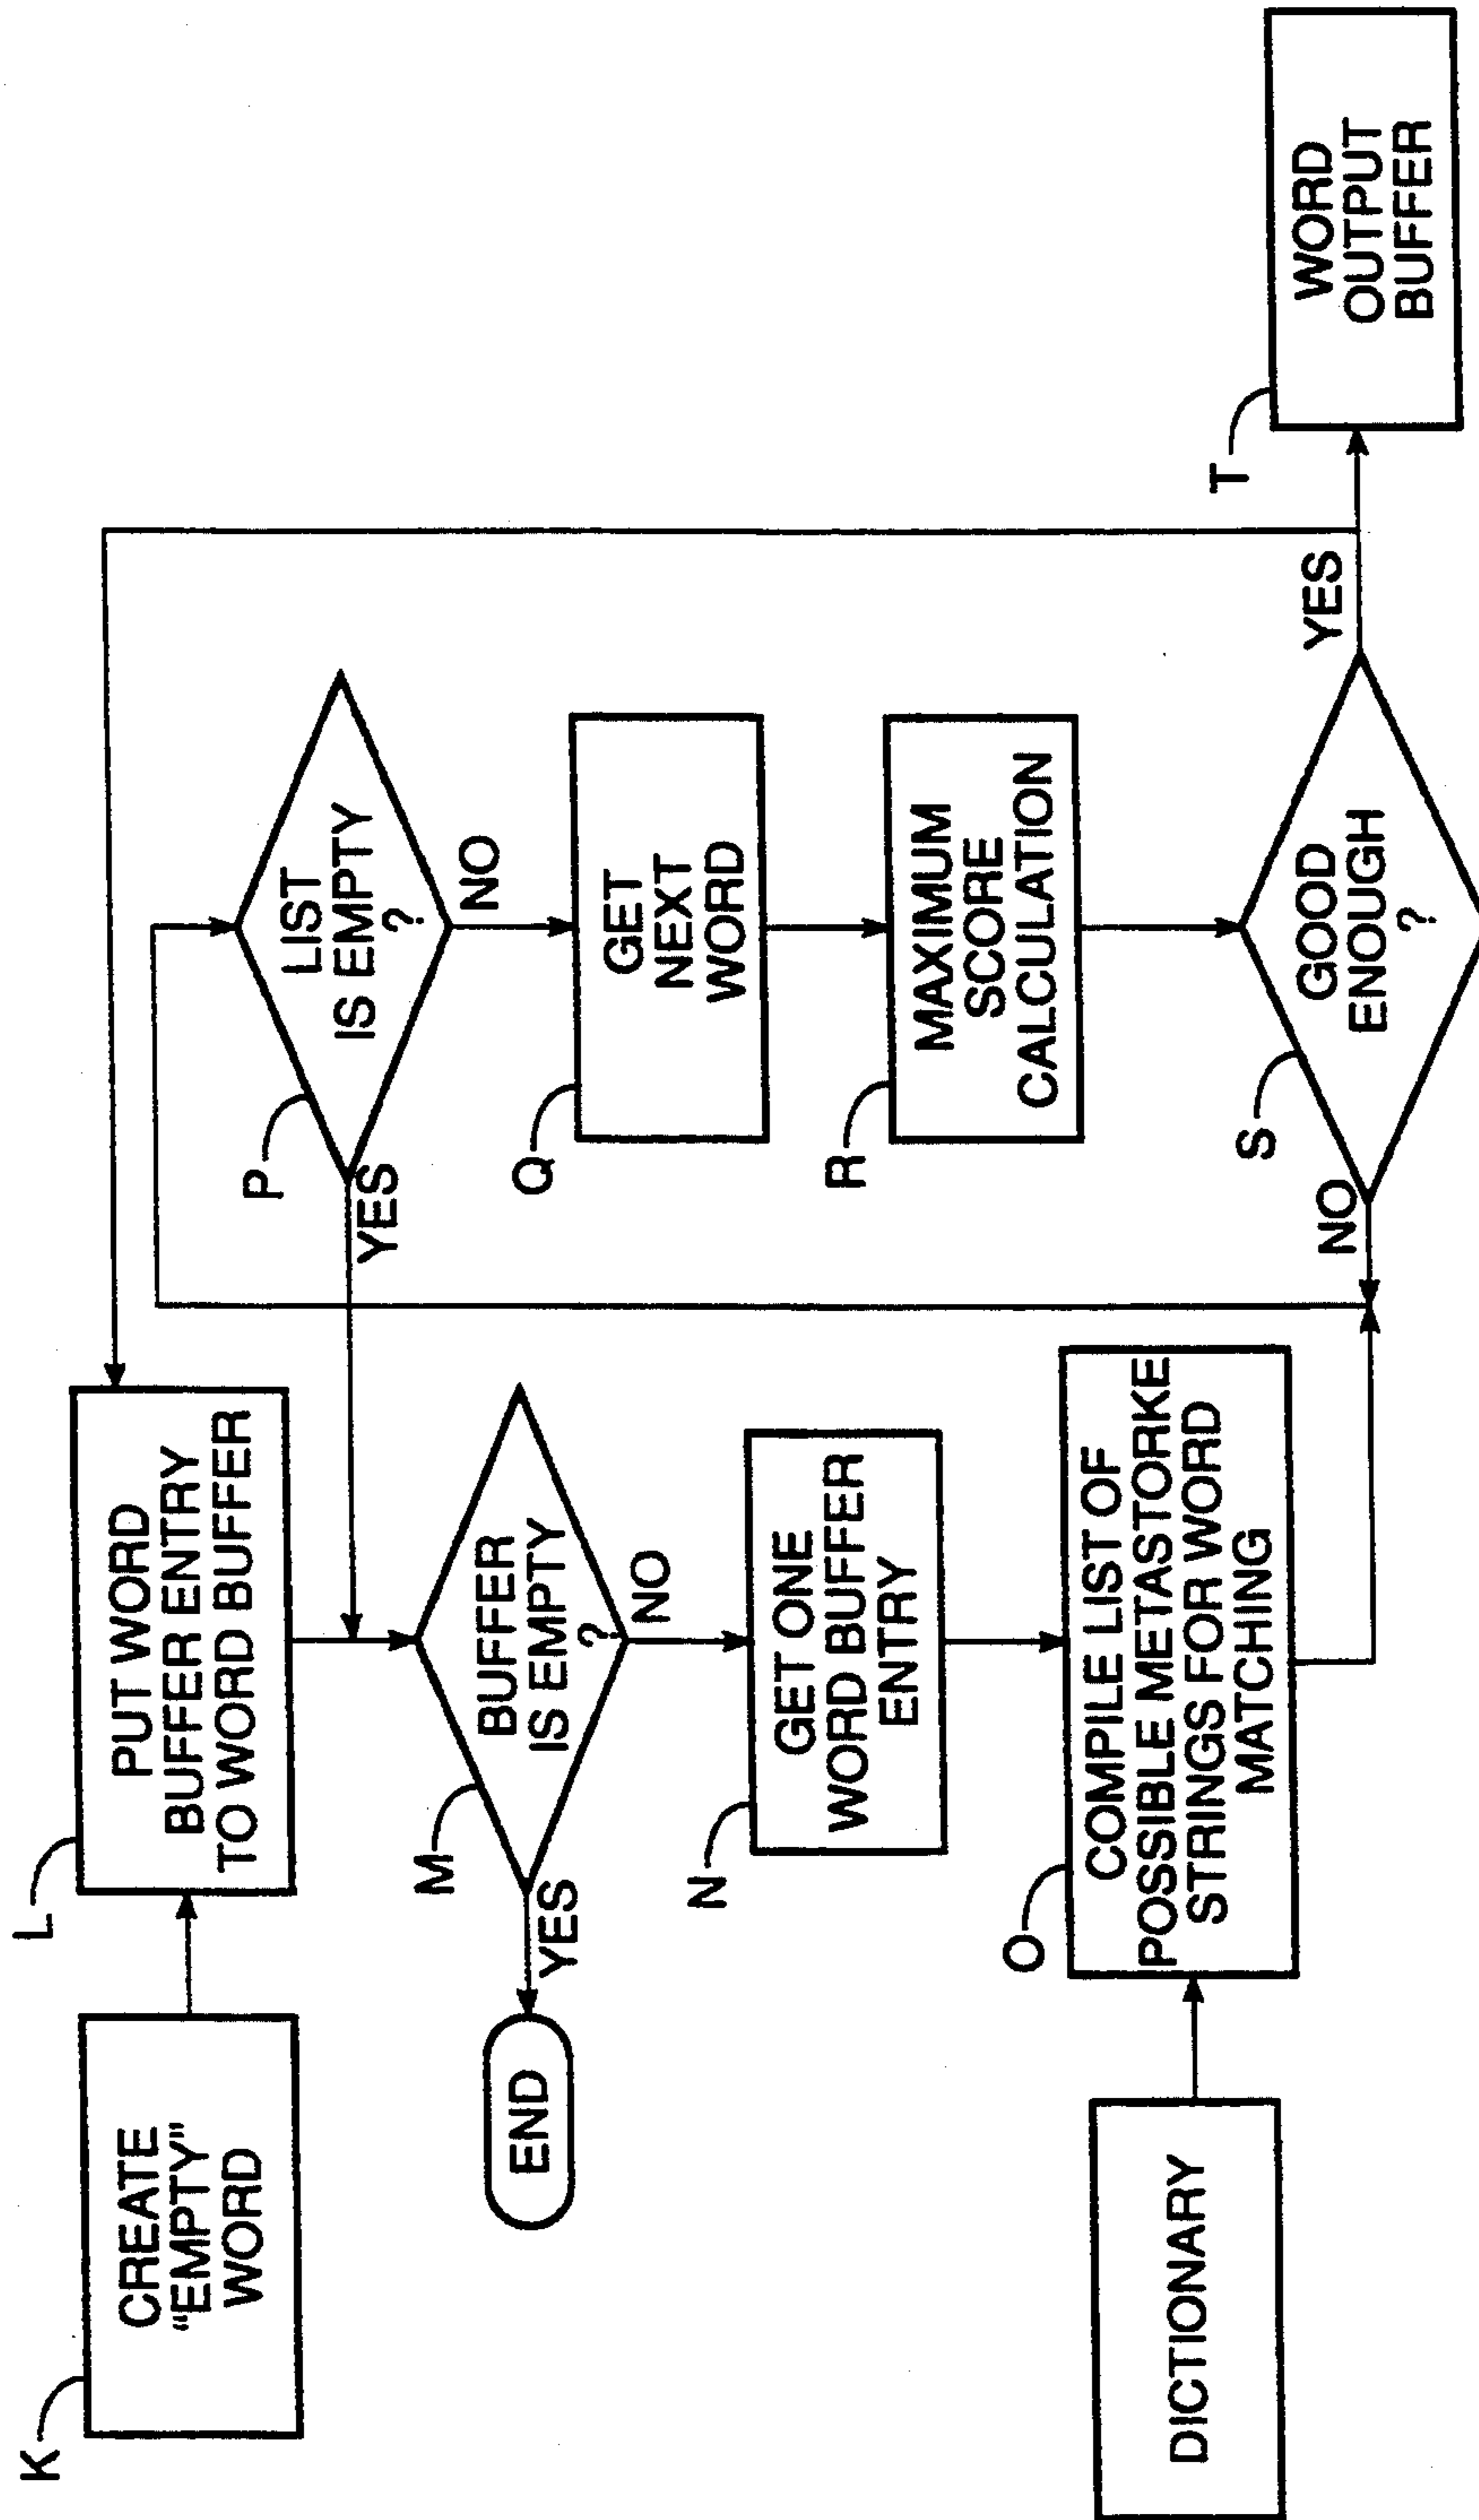 K
CREATE
"EMPTY"
WORD
L
PUT WORD
BUFFER ENTRY
TO WORD BUFFER
M
BUFFER
IS EMPTY
?
YES
NO
END
N
GET ONE
WORD BUFFER
ENTRY
O
COMPILE LIST OF
POSSIBLE METASTORKE
STRINGS FOR WORD
MATCHING
DICTIONARY
P
LIST
IS EMPTY
?
YES
NO
Q
GET
NEXT
WORD
R
MAXIMUM
SCORE
CALCULATION
S
GOOD
ENOUGH
?
NO
YES
T
WORD
OUTPUT
BUFFER